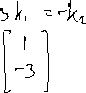 3k₁ = -k₂
[1
-3]